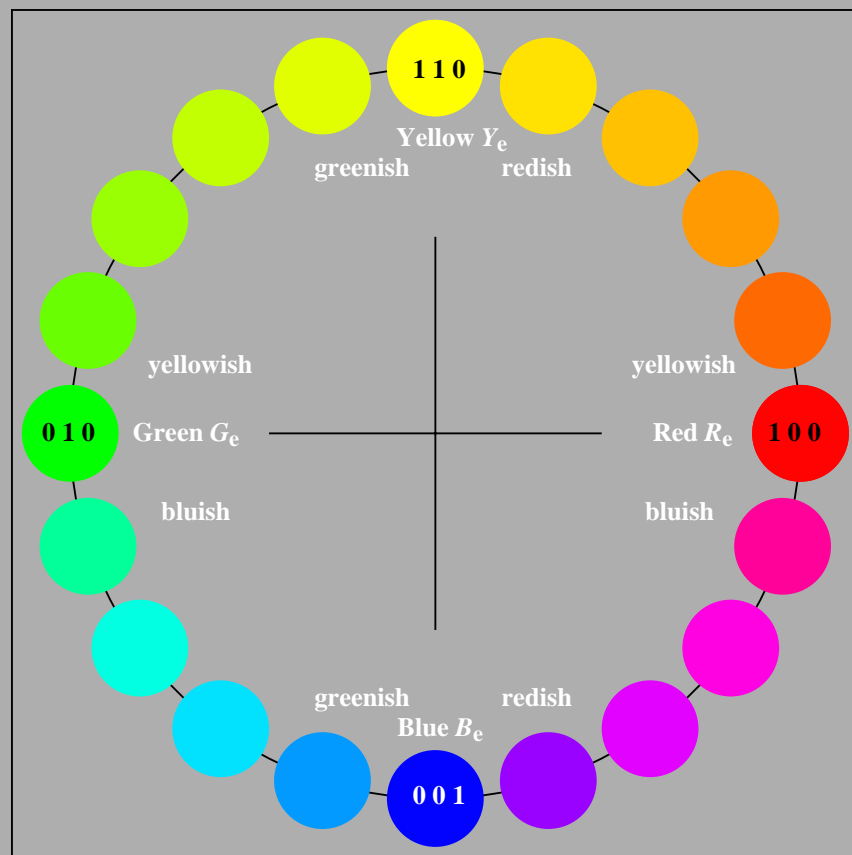 1 1 0
Yellow Ye
greenish redish
yellowish yellowish
0 1 0 Green Ge Red Re 1 0 0
bluish bluish
greenish redish
Blue Be
0 0 1